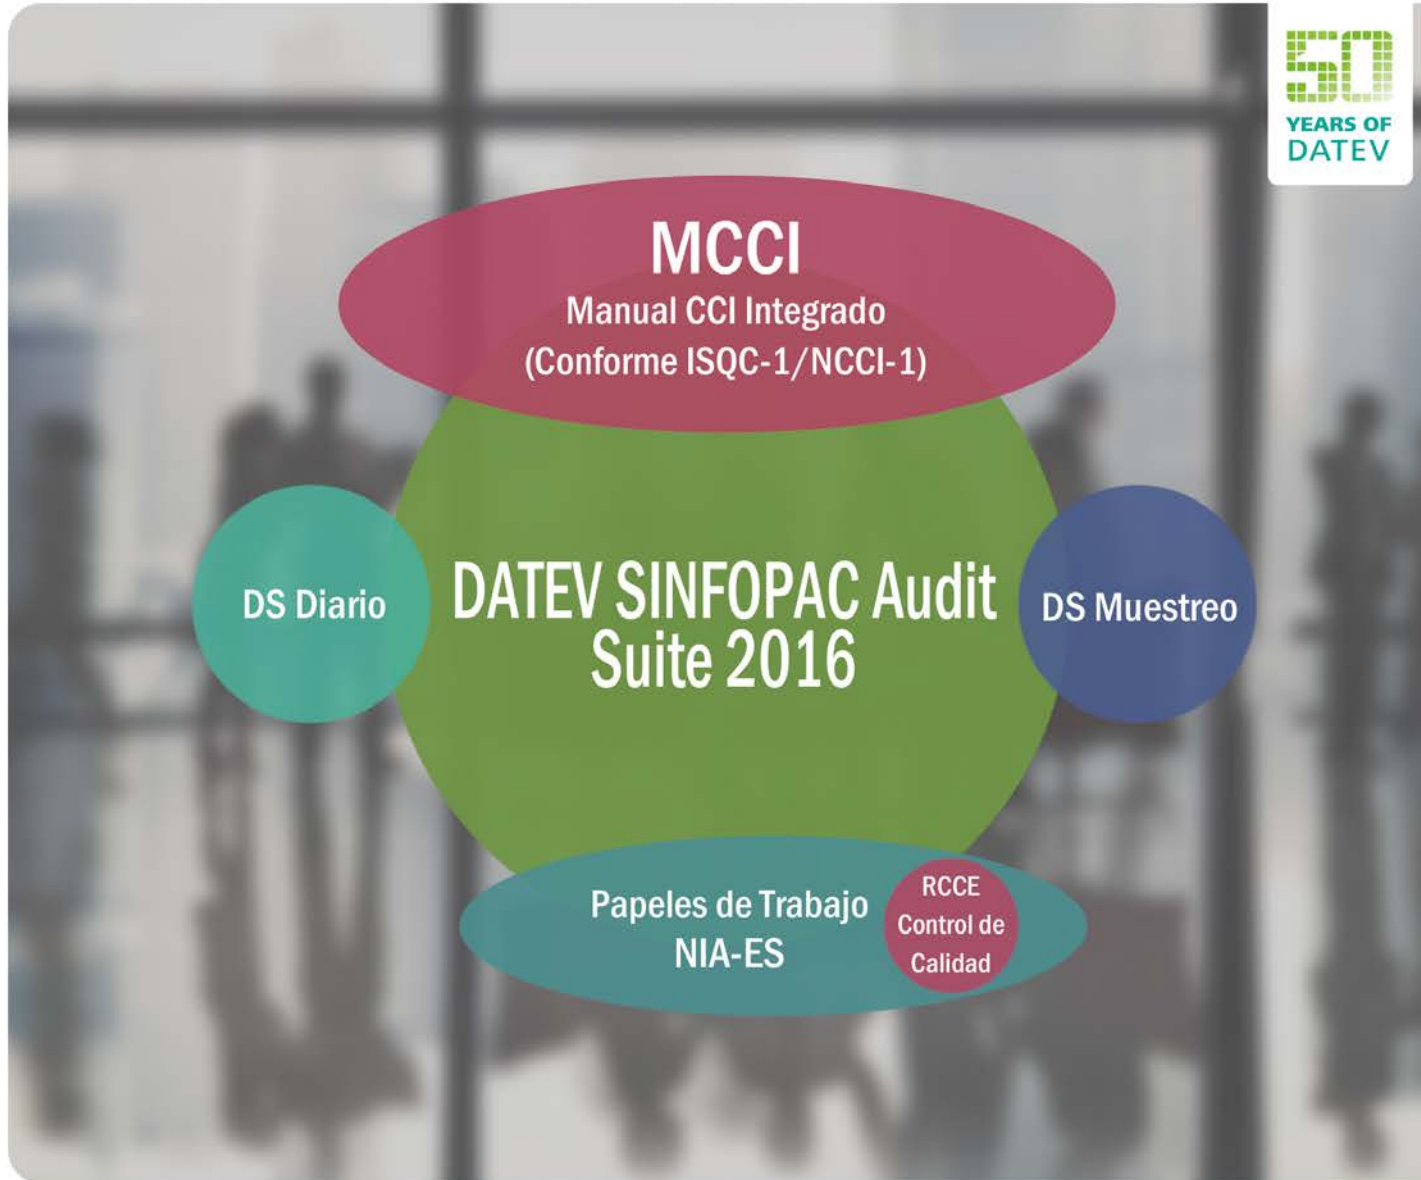 50
YEARS OF
DATEV
MCCI
Manual CCI Integrado
(Conforme ISQC-1/NCCI-1)
DS Diario
DATEV SINFOPAC Audit
Suite 2016
DS Muestreo
Papeles de Trabajo
NIA-ES
RCCE
Control de
Calidad